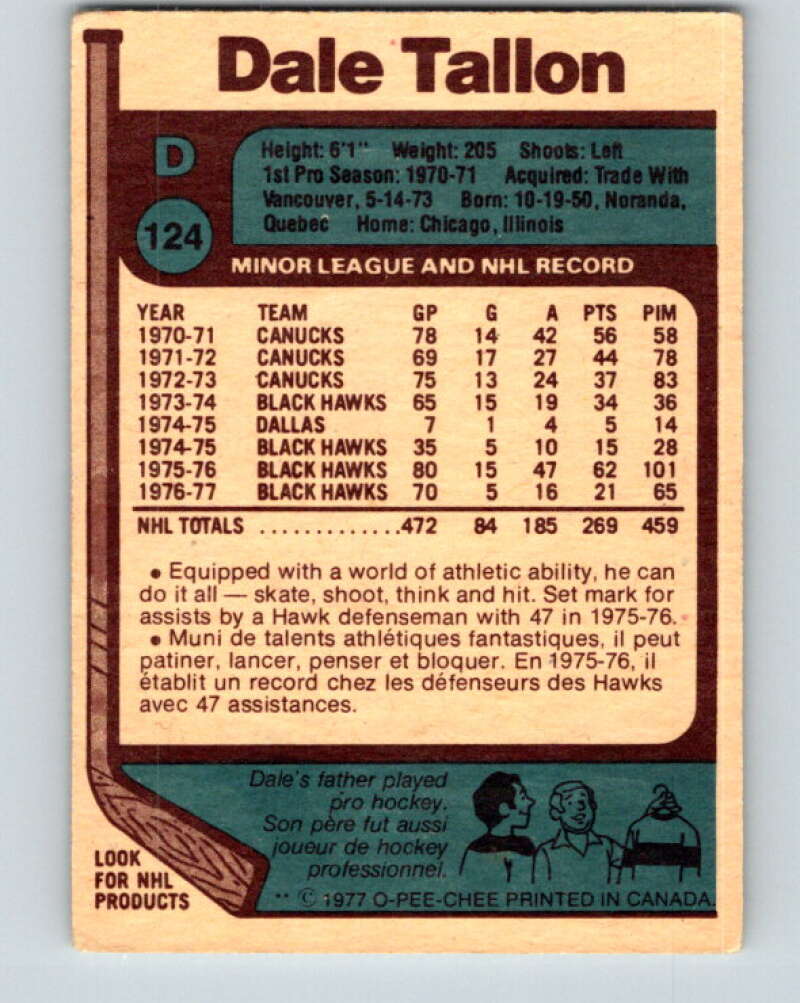 Dale Tallon
D
124
Height: 6'1" Weight: 205 Shoots: Left
1st Pro Season: 1970-71 Acquired: Trade With
Vancouver, 5-14-73 Born: 10-19-50, Noranda,
Quebec Home: Chicago, Illinois
MINOR LEAGUE AND NHL RECORD
YEAR TEAM GP G A PTS PIM
1970-71 CANUCKS 78 14 42 56 58
1971-72 CANUCKS 69 17 27 44 78
1972-73 CANUCKS 75 13 24 37 83
1973-74 BLACK HAWKS 65 15 19 34 36
1974-75 DALLAS 7 1 4 5 14
1974-75 BLACK HAWKS 35 5 10 15 28
1975-76 BLACK HAWKS 80 15 47 62 101
1976-77 BLACK HAWKS 70 5 16 21 65
NHL TOTALS .............472 84 185 269 459
• Equipped with a world of athletic ability, he can
do it all — skate, shoot, think and hit. Set mark for
assists by a Hawk defenseman with 47 in 1975-76.
• Muni de talents athlétiques fantastiques, il peut
patiner, lancer, penser et bloquer. En 1975-76, il
établit un record chez les défenseurs des Hawks
avec 47 assistances.
Dale's father played
pro hockey.
Son père fut aussi
joueur de hockey
professionnel.
LOOK
FOR NHL
PRODUCTS
** © 1977 O-PEE-CHEE PRINTED IN CANADA.